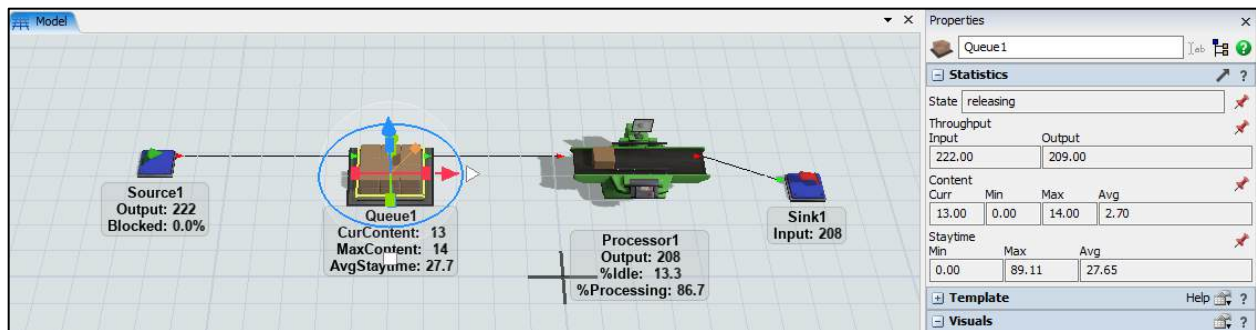 Model
Source1
Output: 222
Blocked: 0.0%
Queue1
CurContent: 13
MaxContent: 14
AvgStaytime: 27.7
Processor1
Output: 208
%Idle: 13.3
%Processing: 86.7
Sink1
Input: 208
Properties
Queue1
Statistics
?
State releasing
Throughput
Input Output
222.00 209.00
Content
Curr Min Max Avg
13.00 0.00 14.00 2.70
Staytime
Min Max Avg
0.00 89.11 27.65
Template Help ?
Visuals ?